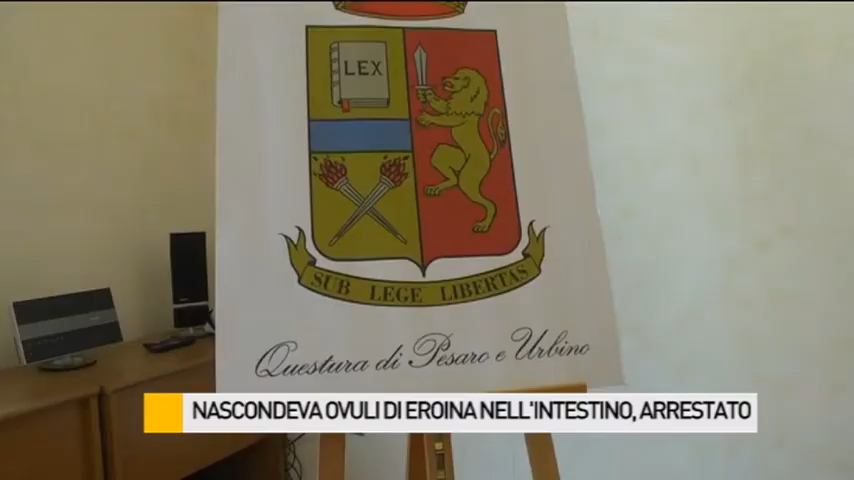 LEX
SUB LEGE LIBERTAS
Questura di Pesaro e Urbino
NASCONDEVA OVULI DI EROINA NELL'INTESTINO, ARRESTATO